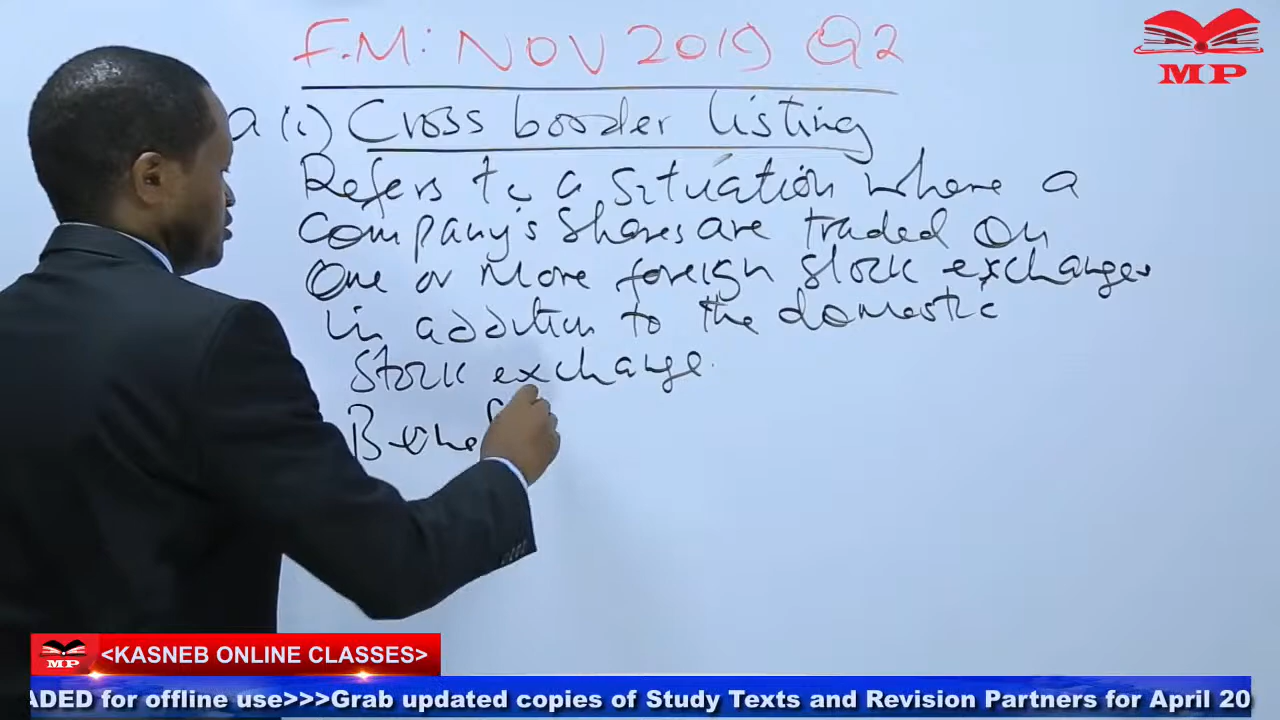 F.M: NOV 2019 Q2
MP
a (i) Cross border listing
Refers to a situation where a
Company's shares are traded on
One or More foreign stock exchanges
in addition to the domestic
Stock exchange.
Benef
MP
<KASNEB ONLINE CLASSES>
ADED for offline use>>>Grab updated copies of Study Texts and Revision Partners for April 20